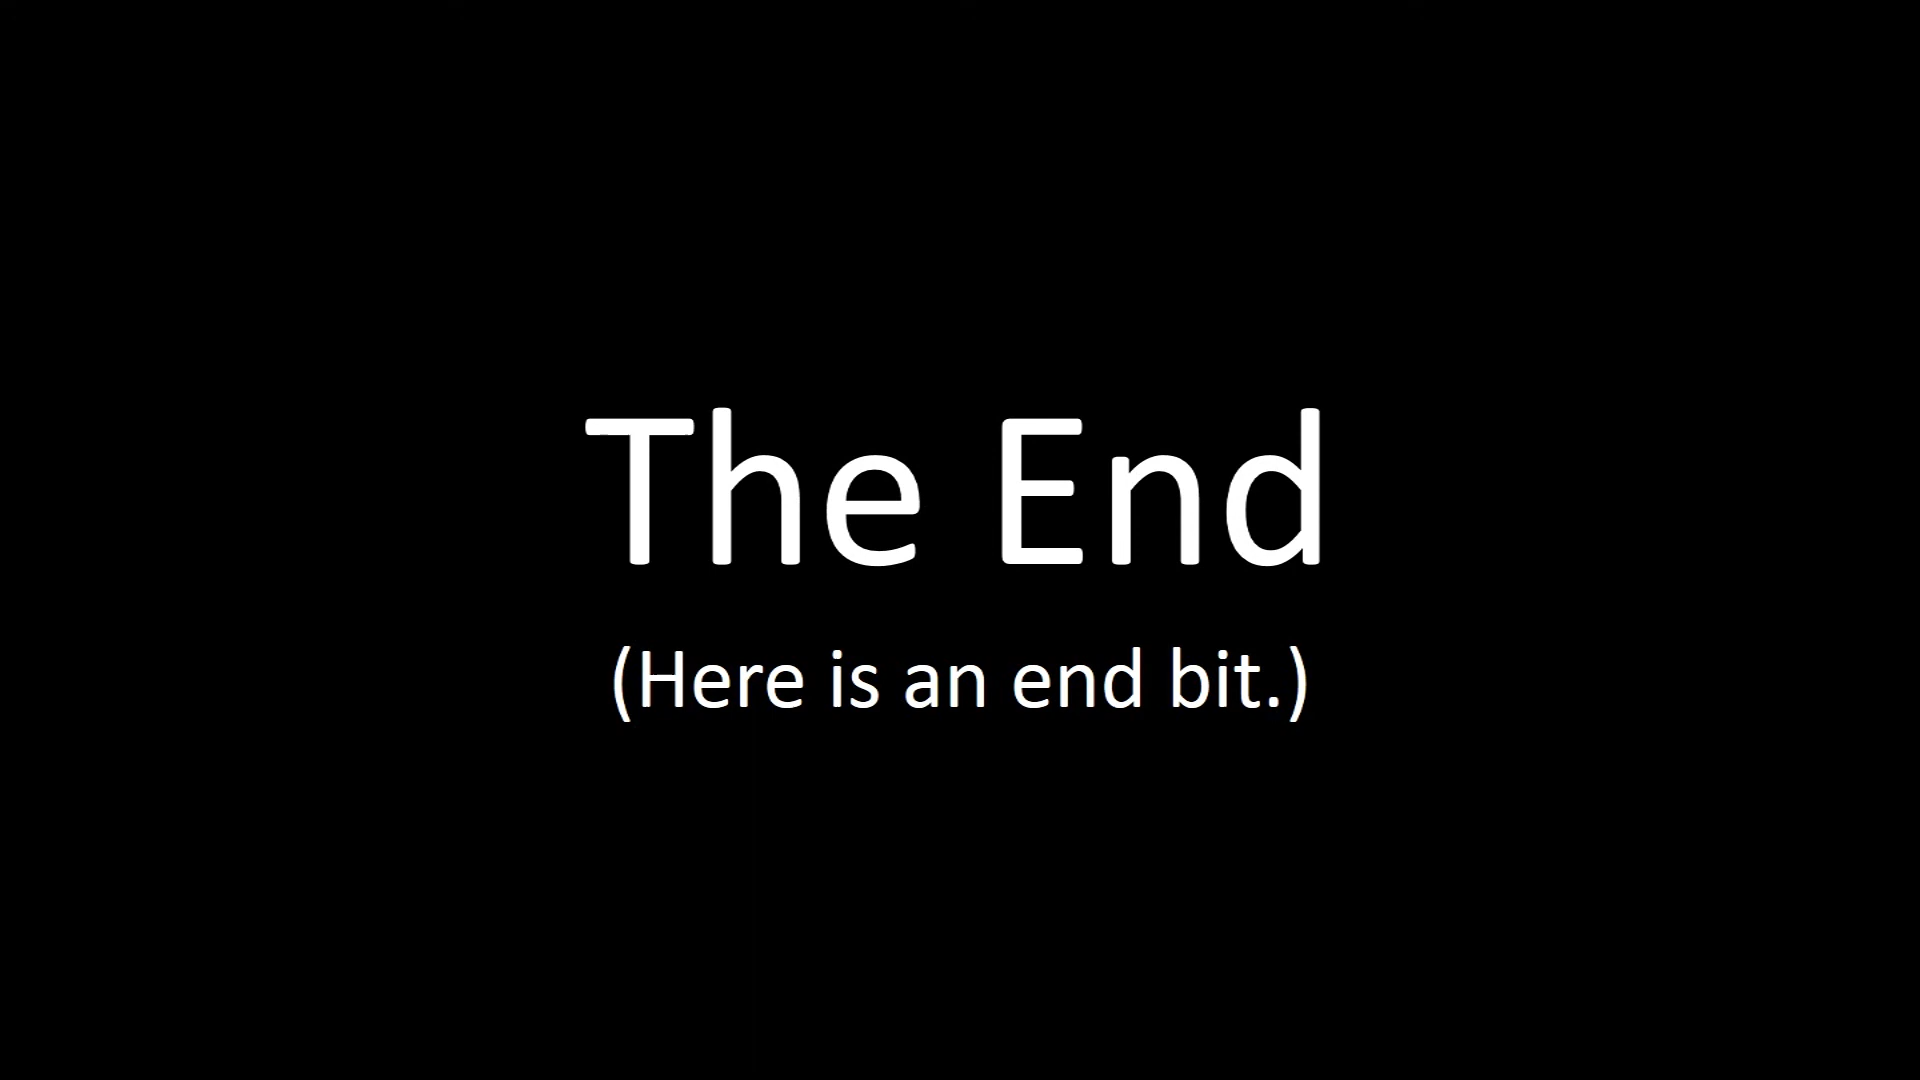 The End
(Here is an end bit.)